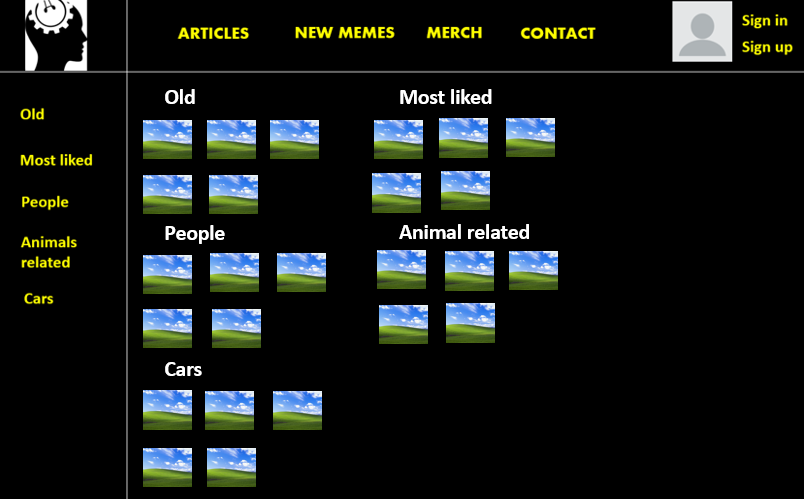 ARTICLES NEW MEMES MERCH CONTACT
Sign in
Sign up
Old
Most liked
People
Animals
related
Cars
Old
Most liked
People
Animal related
Cars